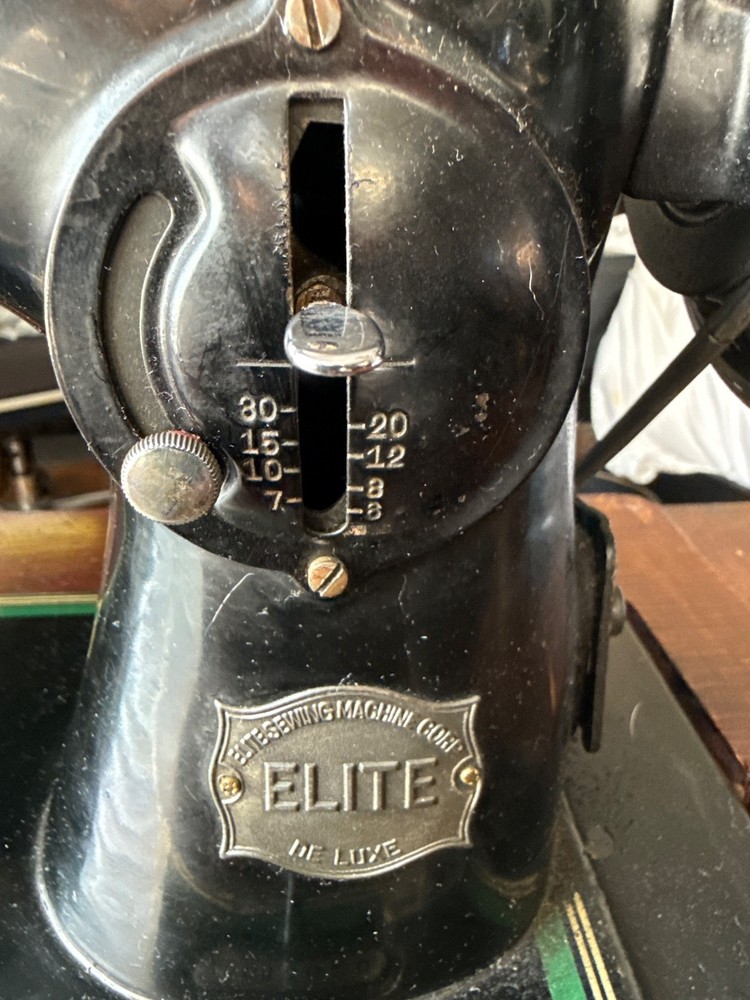 30
20
15
12
10
8
7
6
ELITE SEWING MACHINE CORP
ELITE
DE LUXE